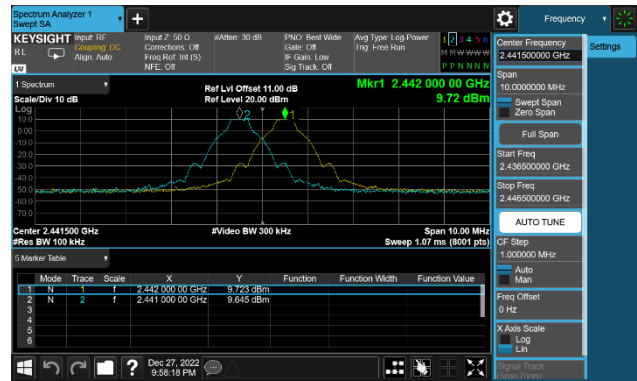 Spectrum Analyzer 1
Swept SA
Frequency
KEYSIGHT
Input: RF
Coupling: DC
Align: Auto
Input Z: 50 Ω
Corrections: Off
Freq Ref: Int (S)
NFE: Off
#Atten: 30 dB
PNO: Best Wide
Gate: Off
IF Gain: Low
Sig Track: Off
Avg Type: Log-Power
Trig: Free Run
1 2 3 4 5 6
M M W W W W
P P N N N N
RL
LXI
1 Spectrum
Scale/Div 10 dB
Ref Lvl Offset 11.00 dB
Ref Level 20.00 dBm
Mkr1 2.442 000 00 GHz
9.72 dBm
Log
10.0
0.00
-10.0
-20.0
-30.0
-40.0
-50.0
-60.0
-70.0
2
1
Center 2.441500 GHz
#Res BW 100 kHz
#Video BW 300 kHz
Span 10.00 MHz
Sweep 1.07 ms (8001 pts)
5 Marker Table
Mode Trace Scale X Y Function Function Width Function Value
1 N 1 f 2.442 000 00 GHz 9.723 dBm
2 N 2 f 2.441 000 00 GHz 9.645 dBm
3
4
5
6
Dec 27, 2022
9:58:18 PM
Center Frequency
2.441500000 GHz
Settings
Span
10.0000000 MHz
Swept Span
Zero Span
Full Span
Start Freq
2.436500000 GHz
Stop Freq
2.446500000 GHz
AUTO TUNE
CF Step
1.000000 MHz
Auto
Man
Freq Offset
0 Hz
X Axis Scale
Log
Lin
Signal Track
(Span Zoom)